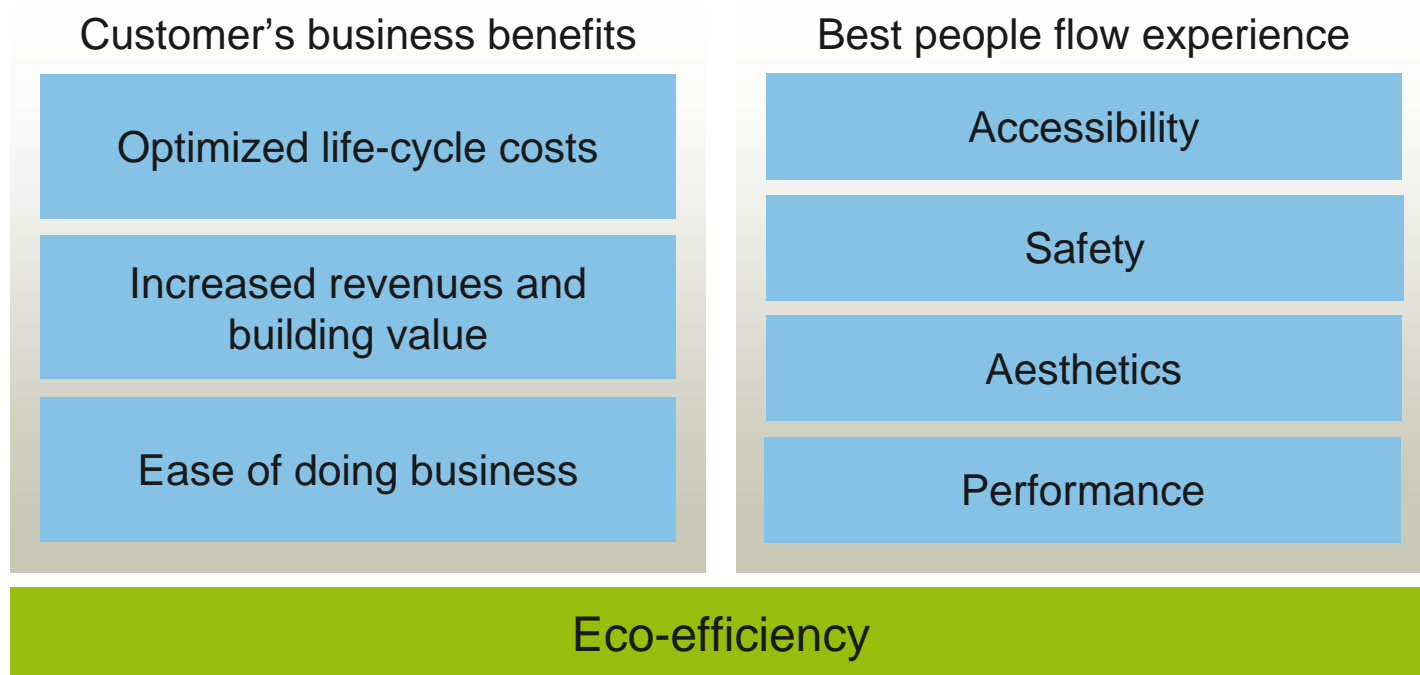 Customer’s business benefits
Optimized life-cycle costs
Increased revenues and
building value
Ease of doing business
Best people flow experience
Accessibility
Safety
Aesthetics
Performance
Eco-efficiency